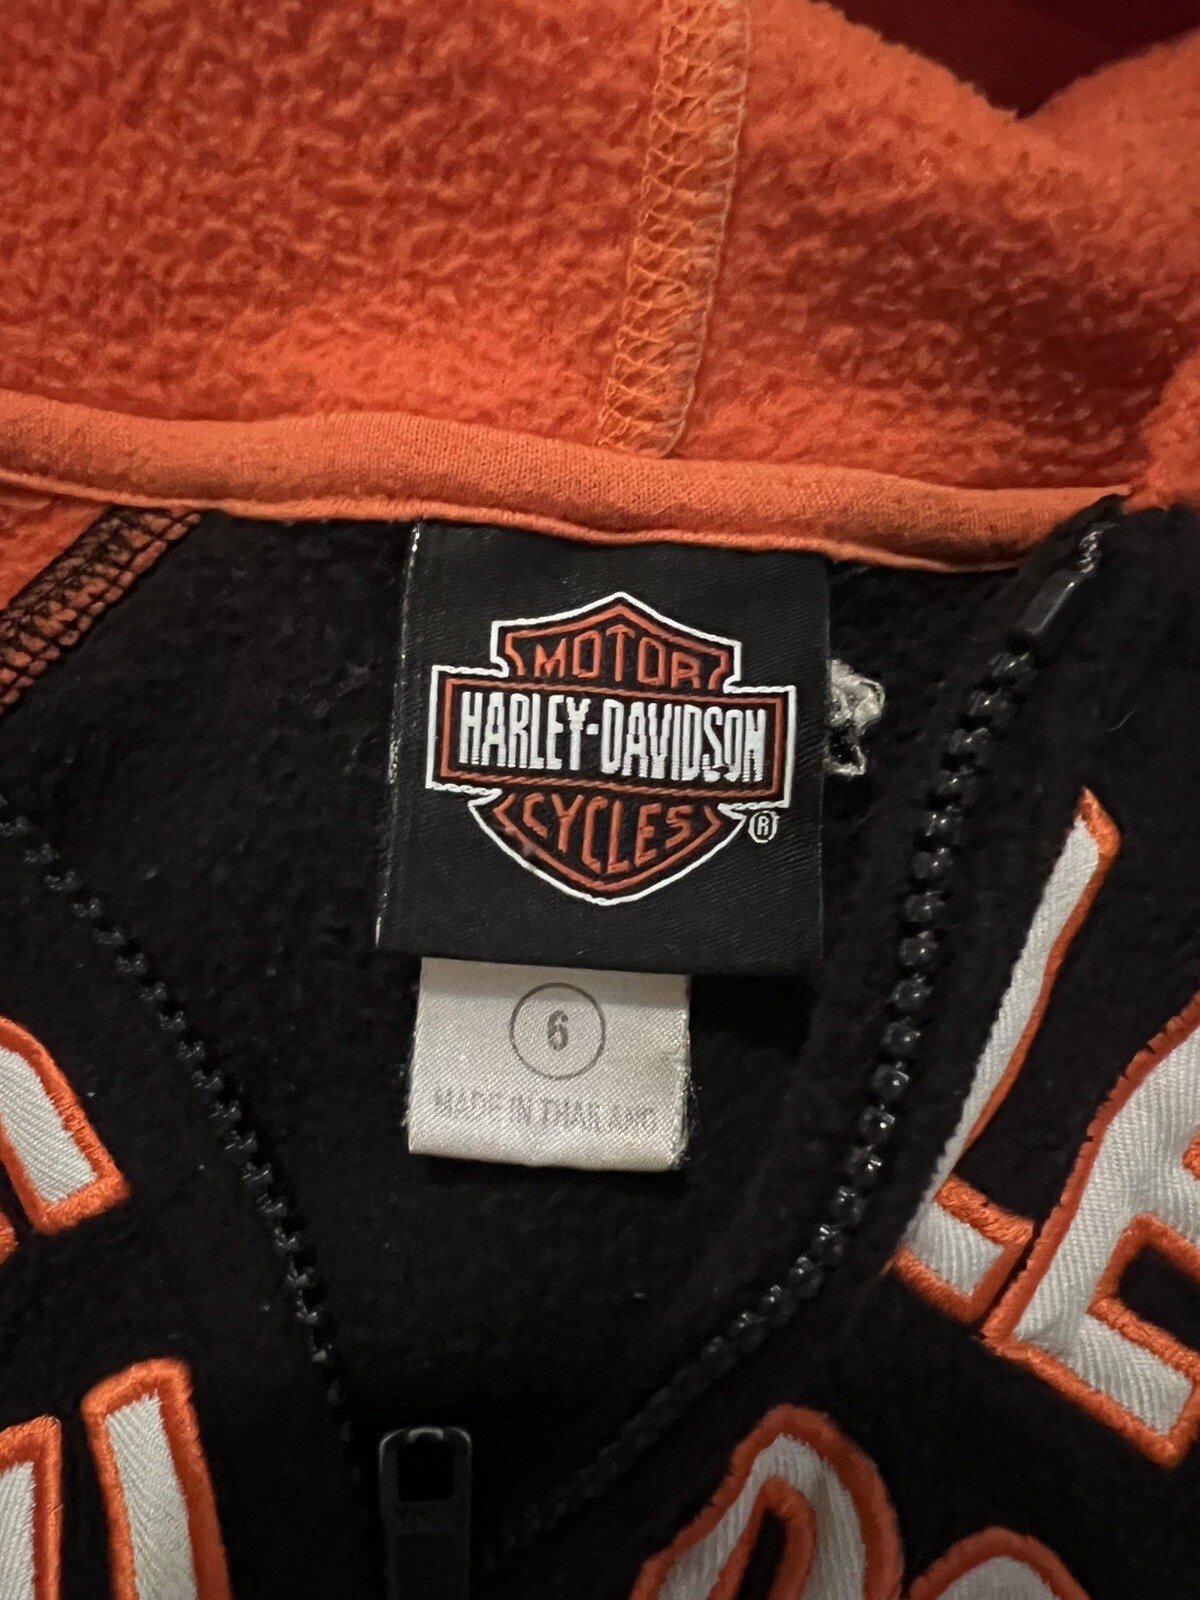 MOTOR
HARLEY-DAVIDSON
CYCLES
®
6
MADE IN THAILAND